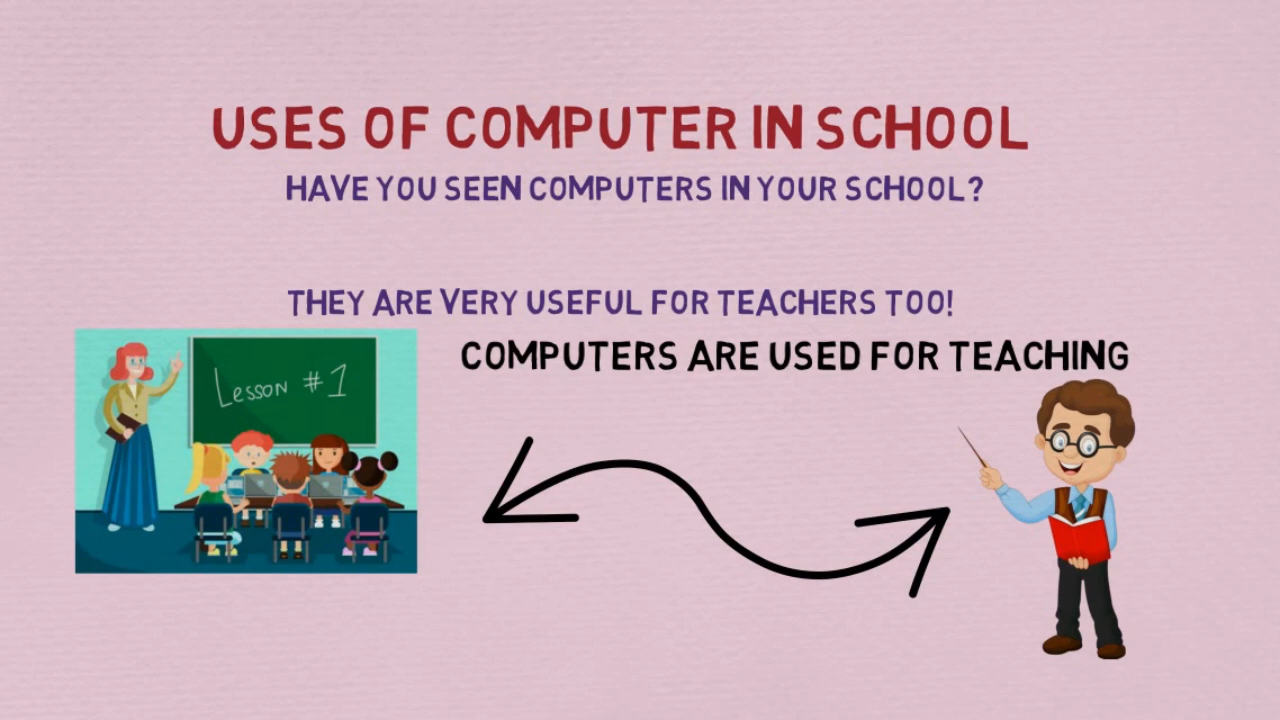 USES OF COMPUTER IN SCHOOL
HAVE YOU SEEN COMPUTERS IN YOUR SCHOOL?
THEY ARE VERY USEFUL FOR TEACHERS TOO!
COMPUTERS ARE USED FOR TEACHING
Lesson #1